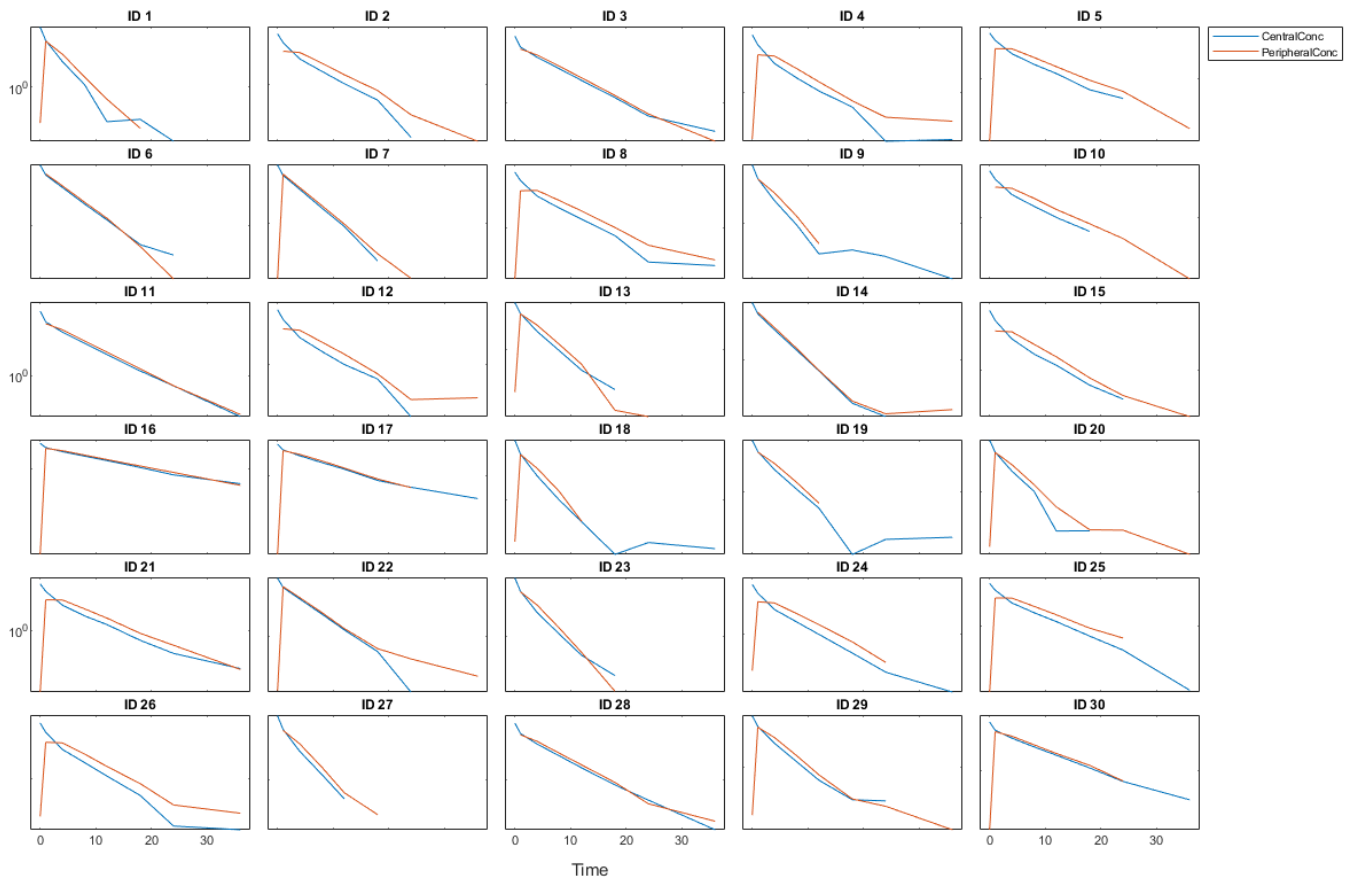 ID 1
ID 2
ID 3
ID 4
ID 5
CentralConc
PeripheralConc
10^0
ID 6
ID 7
ID 8
ID 9
ID 10
ID 11
ID 12
ID 13
ID 14
ID 15
10^0
ID 16
ID 17
ID 18
ID 19
ID 20
ID 21
ID 22
ID 23
ID 24
ID 25
10^0
ID 26
ID 27
ID 28
ID 29
ID 30
0 10 20 30 0 10 20 30 0 10 20 30
Time